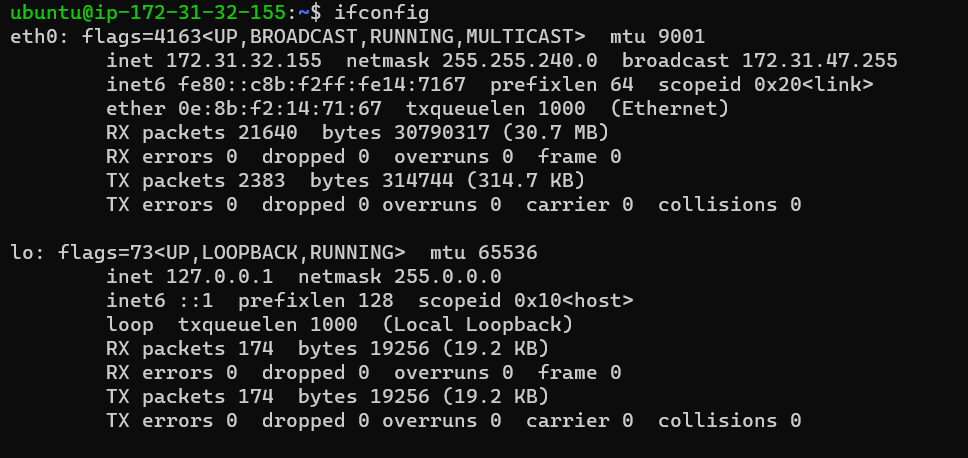 ubuntu@ip-172-31-32-155:~$ ifconfig
eth0: flags=4163<UP,BROADCAST,RUNNING,MULTICAST>  mtu 9001
        inet 172.31.32.155  netmask 255.255.240.0  broadcast 172.31.47.255
        inet6 fe80::c8b:f2ff:fe14:7167  prefixlen 64  scopeid 0x20<link>
        ether 0e:8b:f2:14:71:67  txqueuelen 1000  (Ethernet)
        RX packets 21640  bytes 30790317 (30.7 MB)
        RX errors 0  dropped 0  overruns 0  frame 0
        TX packets 2383  bytes 314744 (314.7 KB)
        TX errors 0  dropped 0 overruns 0  carrier 0  collisions 0

lo: flags=73<UP,LOOPBACK,RUNNING>  mtu 65536
        inet 127.0.0.1  netmask 255.0.0.0
        inet6 ::1  prefixlen 128  scopeid 0x10<host>
        loop  txqueuelen 1000  (Local Loopback)
        RX packets 174  bytes 19256 (19.2 KB)
        RX errors 0  dropped 0  overruns 0  frame 0
        TX packets 174  bytes 19256 (19.2 KB)
        TX errors 0  dropped 0 overruns 0  carrier 0  collisions 0